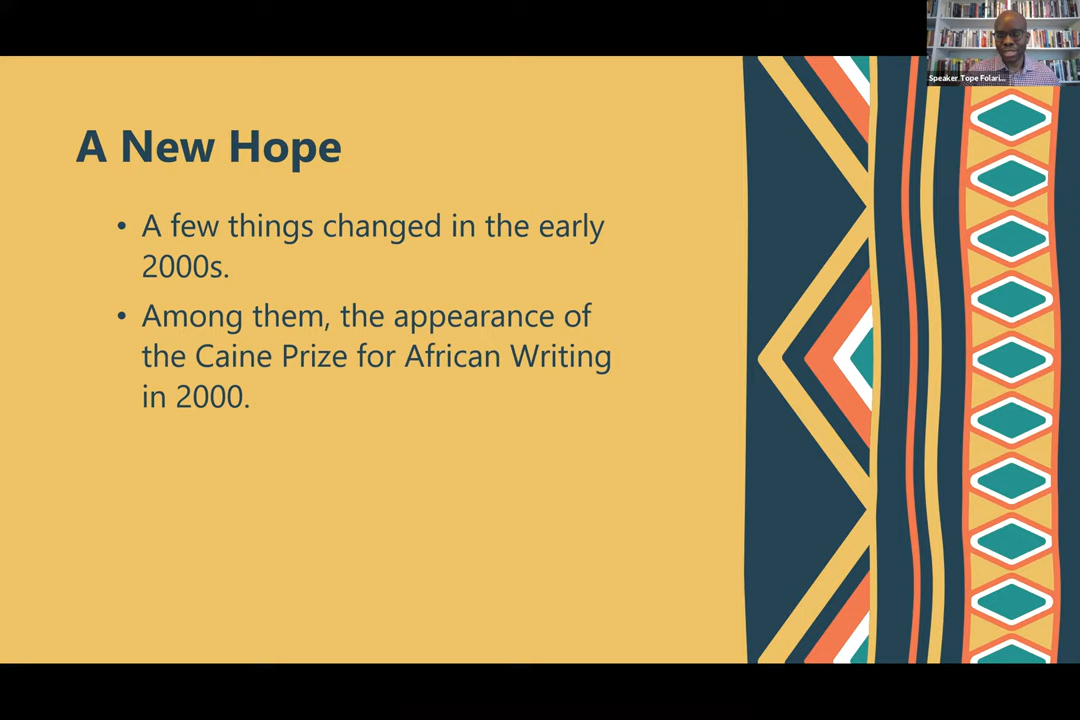 Speaker Tope Folari...
A New Hope
• A few things changed in the early
2000s.
• Among them, the appearance of
the Caine Prize for African Writing
in 2000.